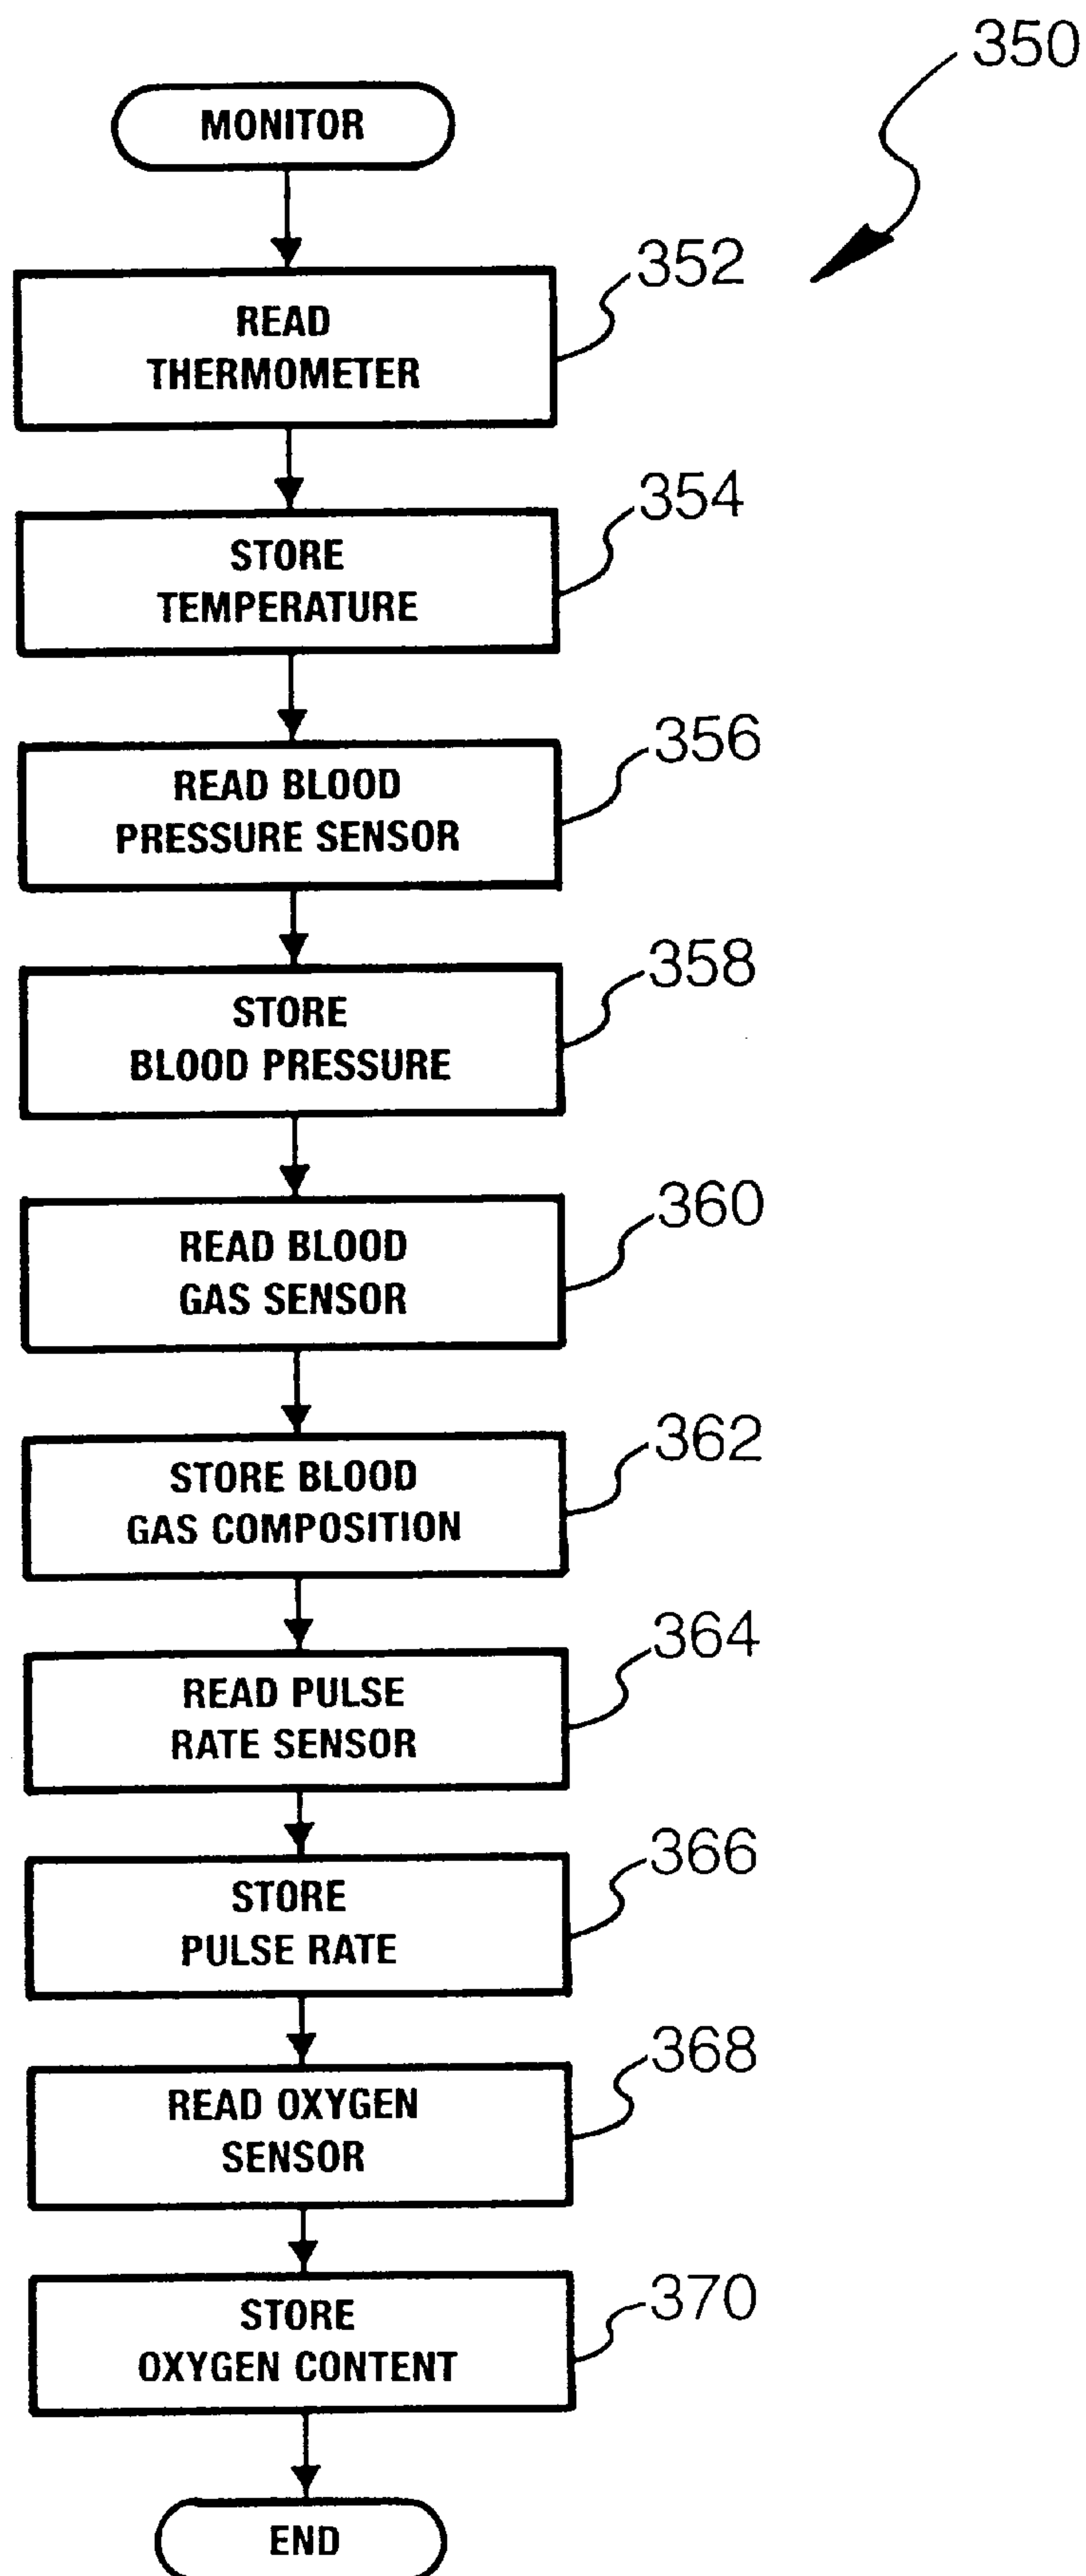 350
MONITOR
352
READ
THERMOMETER
354
STORE
TEMPERATURE
356
READ BLOOD
PRESSURE SENSOR
358
STORE
BLOOD PRESSURE
360
READ BLOOD
GAS SENSOR
362
STORE BLOOD
GAS COMPOSITION
364
READ PULSE
RATE SENSOR
366
STORE
PULSE RATE
368
READ OXYGEN
SENSOR
370
STORE
OXYGEN CONTENT
END